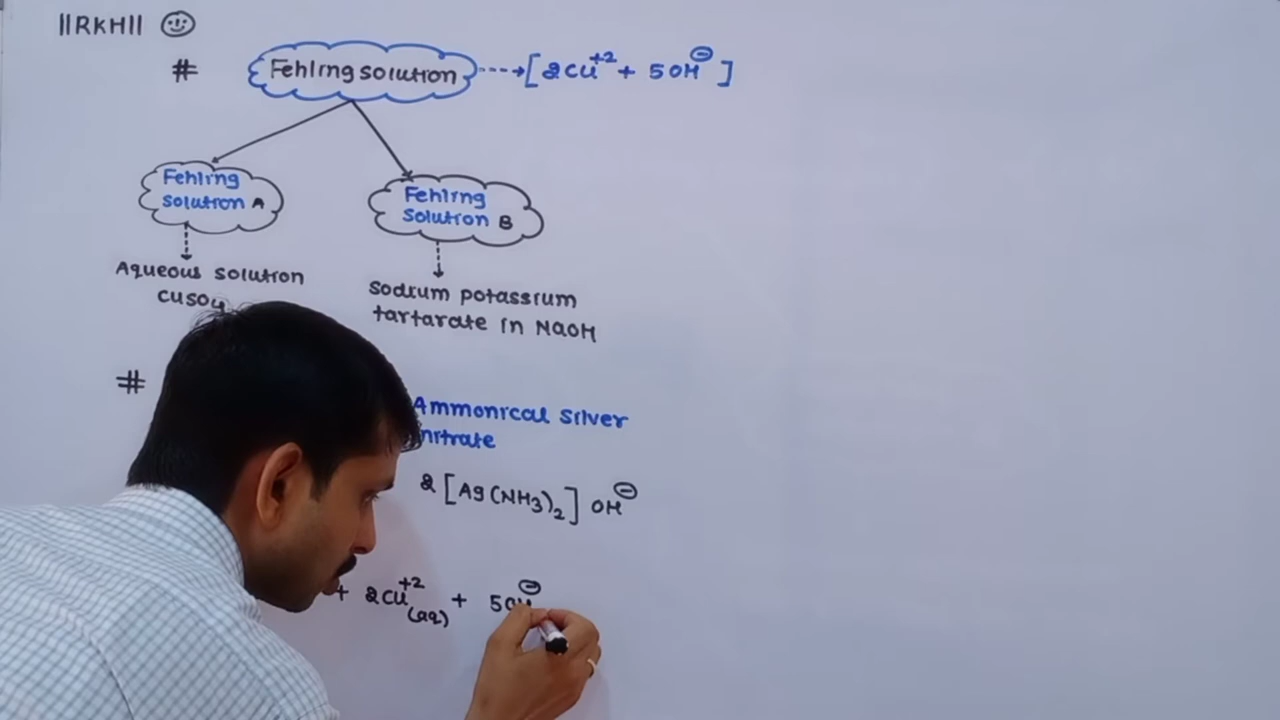 ||RKH||
# Fehling solution ---→ [2Cu⁺² + 5OH⊖]
Fehling
solution A
Fehling
solution B
Aqueous solution
CuSO₄
Sodium potassium
tartarate in NaOH
#
Ammonical silver
nitrate
2[Ag(NH₃)₂] OH⊖
+ 2Cu⁺²(aq) + 5OH⊖